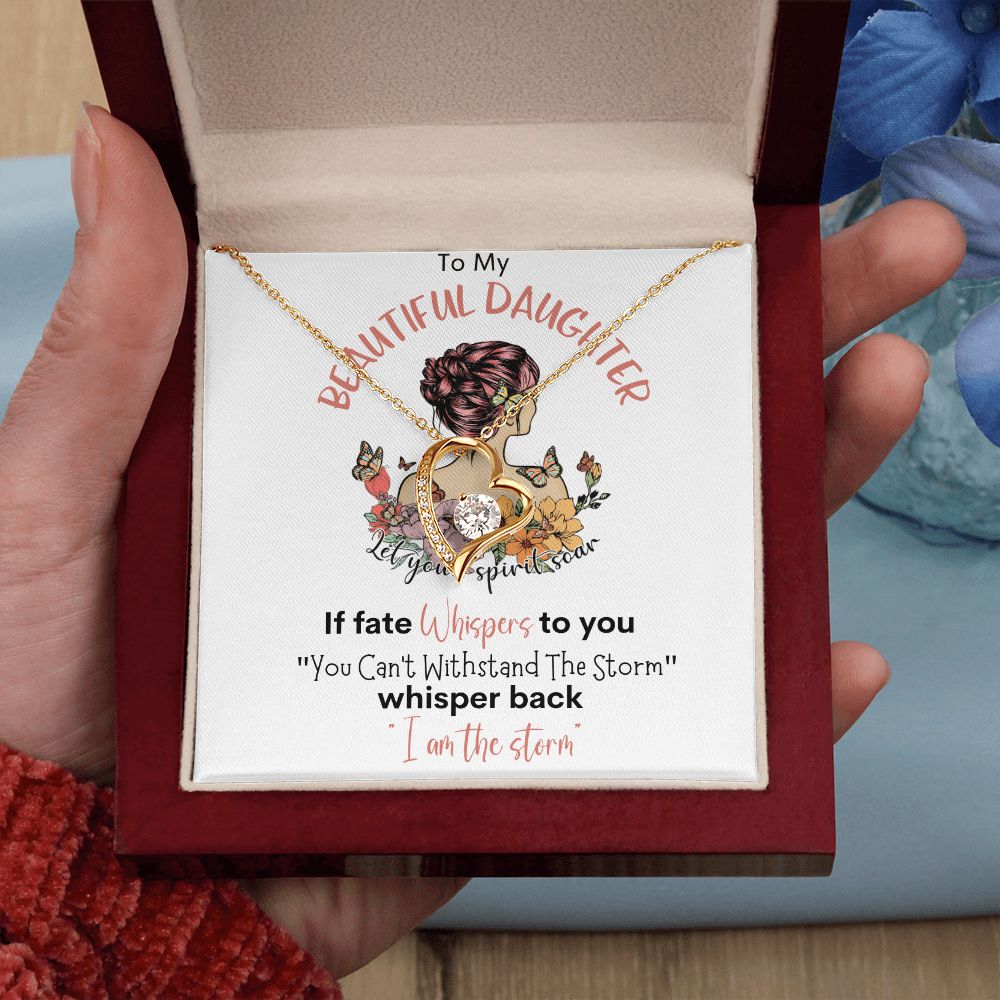 To My
BEAUTIFUL DAUGHTER
Let you spirit soar
If fate Whispers to you
"You Can't Withstand The Storm"
whisper back
"I am the storm"